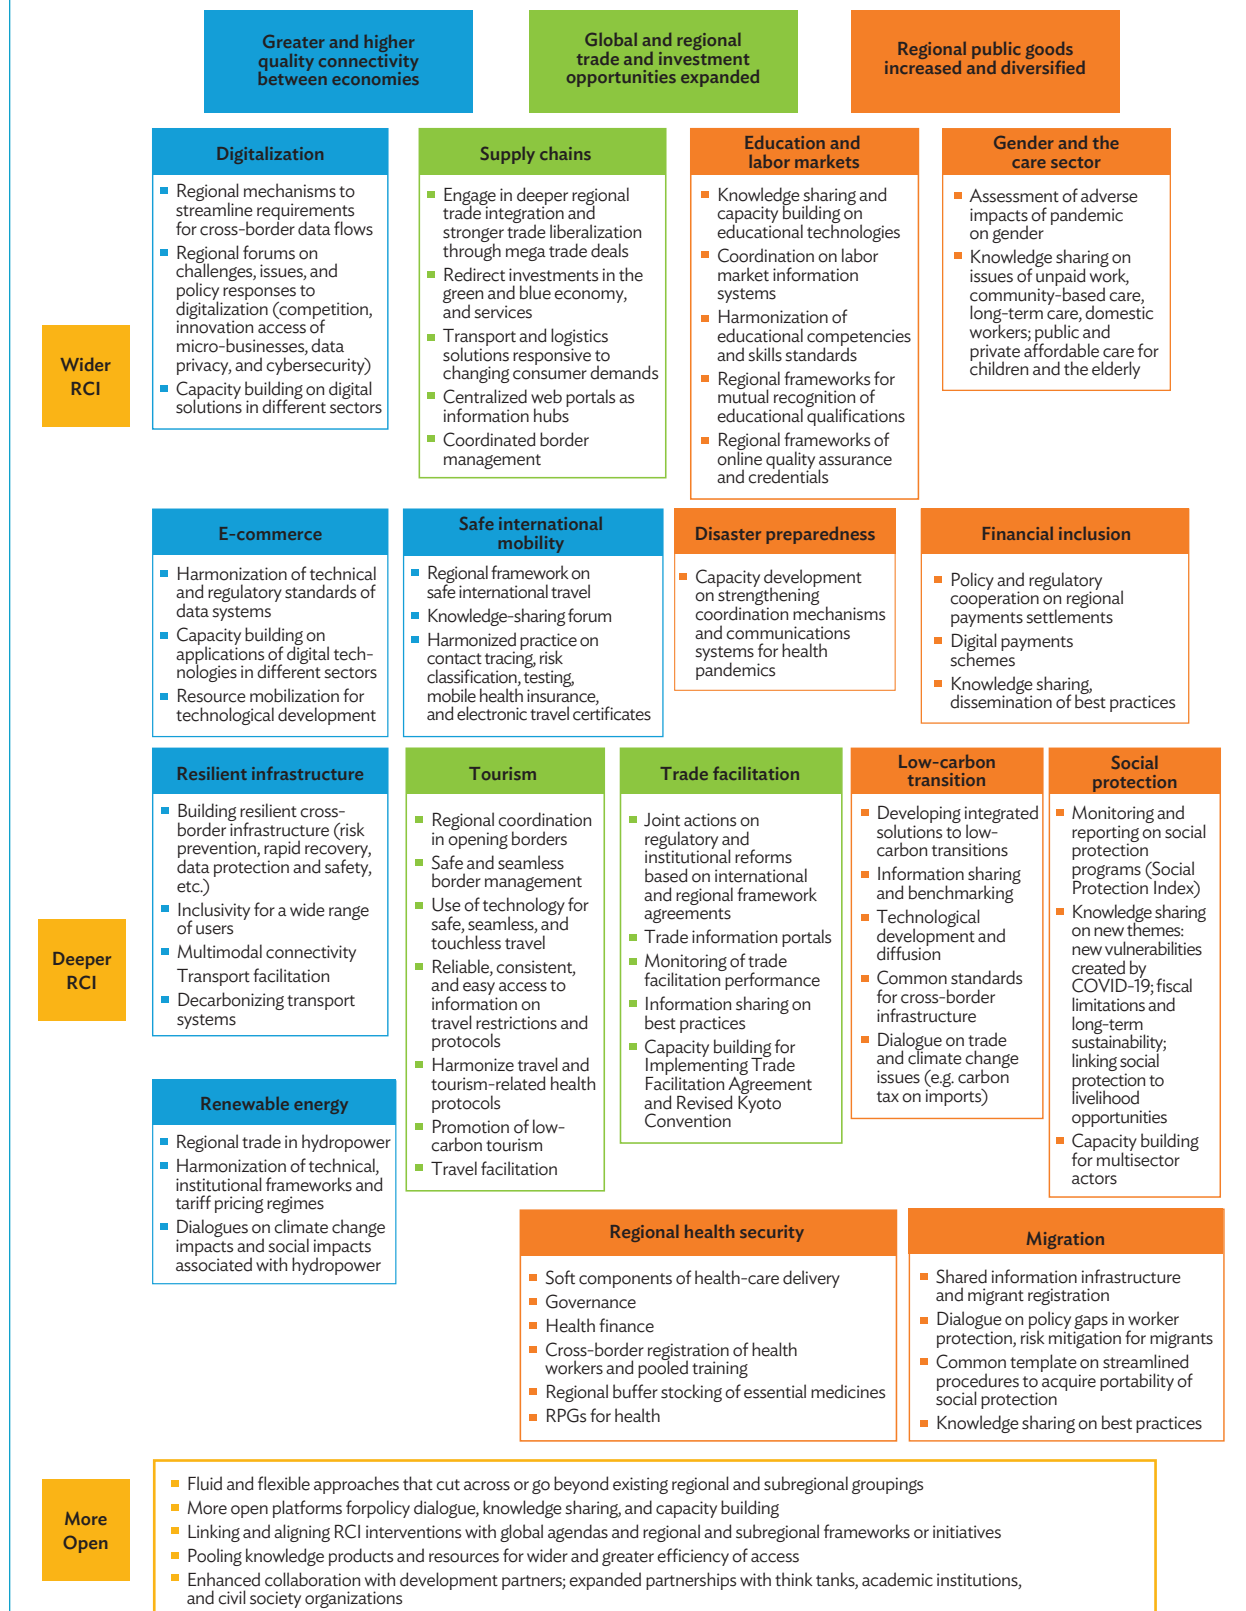 Greater and higher
quality connectivity
between economies
Global and regional
trade and investment
opportunities expanded
Regional public goods
increased and diversified
Wider
RCI
Digitalization
Regional mechanisms to
streamline requirements
for cross-border data flows
Regional forums on
challenges, issues, and
policy responses to
digitalization (competition,
innovation access of
micro-businesses, data
privacy, and cybersecurity)
Capacity building on digital
solutions in different sectors
Supply chains
Engage in deeper regional
trade integration and
stronger trade liberalization
through mega trade deals
Redirect investments in the
green and blue economy,
and services
Transport and logistics
solutions responsive to
changing consumer demands
Centralized web portals as
information hubs
Coordinated border
management
Education and
labor markets
Knowledge sharing and
capacity building on
educational technologies
Coordination on labor
market information
systems
Harmonization of
educational competencies
and skills standards
Regional frameworks for
mutual recognition of
educational qualifications
Regional frameworks of
online quality assurance
and credentials
Gender and the
care sector
Assessment of adverse
impacts of pandemic
on gender
Knowledge sharing on
issues of unpaid work,
community-based care,
long-term care, domestic
workers; public and
private affordable care for
children and the elderly
E-commerce
Harmonization of technical
and regulatory standards of
data systems
Capacity building on
applications of digital tech-
nologies in different sectors
Resource mobilization for
technological development
Safe international
mobility
Regional framework on
safe international travel
Knowledge-sharing forum
Harmonized practice on
contact tracing, risk
classification, testing,
mobile health insurance,
and electronic travel certificates
Disaster preparedness
Capacity development
on strengthening
coordination mechanisms
and communications
systems for health
pandemics
Financial inclusion
Policy and regulatory
cooperation on regional
payments settlements
Digital payments
schemes
Knowledge sharing,
dissemination of best practices
Deeper
RCI
Resilient infrastructure
Building resilient cross-
border infrastructure (risk
prevention, rapid recovery,
data protection and safety,
etc.)
Inclusivity for a wide range
of users
Multimodal connectivity
Transport facilitation
Decarbonizing transport
systems
Tourism
Regional coordination
in opening borders
Safe and seamless
border management
Use of technology for
safe, seamless, and
touchless travel
Reliable, consistent,
and easy access to
information on
travel restrictions and
protocols
Harmonize travel and
tourism-related health
protocols
Promotion of low-
carbon tourism
Travel facilitation
Trade facilitation
Joint actions on
regulatory and
institutional reforms
based on international
and regional framework
agreements
Trade information portals
Monitoring of trade
facilitation performance
Information sharing on
best practices
Capacity building for
Implementing Trade
Facilitation Agreement
and Revised Kyoto
Convention
Low-carbon
transition
Developing integrated
solutions to low-
carbon transitions
Information sharing
and benchmarking
Technological
development and
diffusion
Common standards
for cross-border
infrastructure
Dialogue on trade
and climate change
issues (e.g. carbon
tax on imports)
Social
protection
Monitoring and
reporting on social
protection
programs (Social
Protection Index)
Knowledge sharing
on new themes:
new vulnerabilities
created by
COVID-19; fiscal
limitations and
long-term
sustainability;
linking social
protection to
livelihood
opportunities
Capacity building
for multisector
actors
Renewable energy
Regional trade in hydropower
Harmonization of technical,
institutional frameworks and
tariff pricing regimes
Dialogues on climate change
impacts and social impacts
associated with hydropower
Regional health security
Soft components of health-care delivery
Governance
Health finance
Cross-border registration of health
workers and pooled training
Regional buffer stocking of essential medicines
RPGs for health
Migration
Shared information infrastructure
and migrant registration
Dialogue on policy gaps in worker
protection, risk mitigation for migrants
Common template on streamlined
procedures to acquire portability of
social protection
Knowledge sharing on best practices
More
Open
Fluid and flexible approaches that cut across or go beyond existing regional and subregional groupings
More open platforms forpolicy dialogue, knowledge sharing, and capacity building
Linking and aligning RCI interventions with global agendas and regional and subregional frameworks or initiatives
Pooling knowledge products and resources for wider and greater efficiency of access
Enhanced collaboration with development partners; expanded partnerships with think tanks, academic institutions,
and civil society organizations